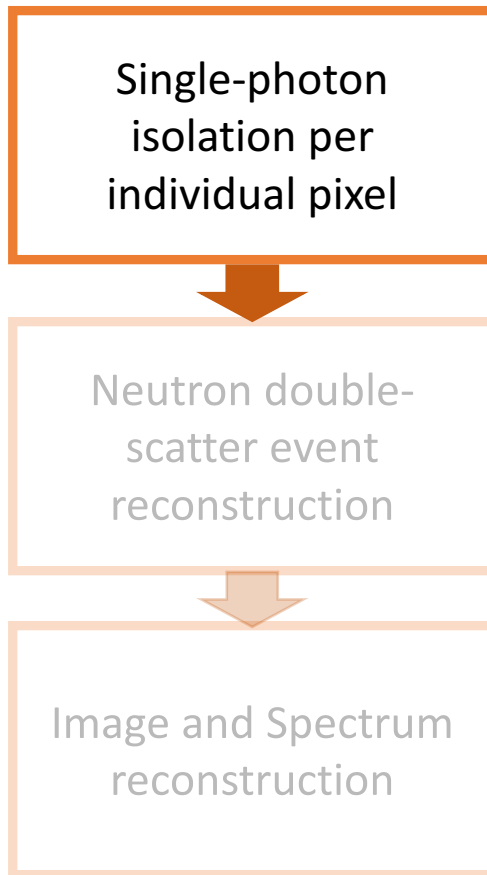 Single-photon
isolation per
individual pixel
Neutron double-
scatter event
reconstruction
Image and Spectrum
reconstruction